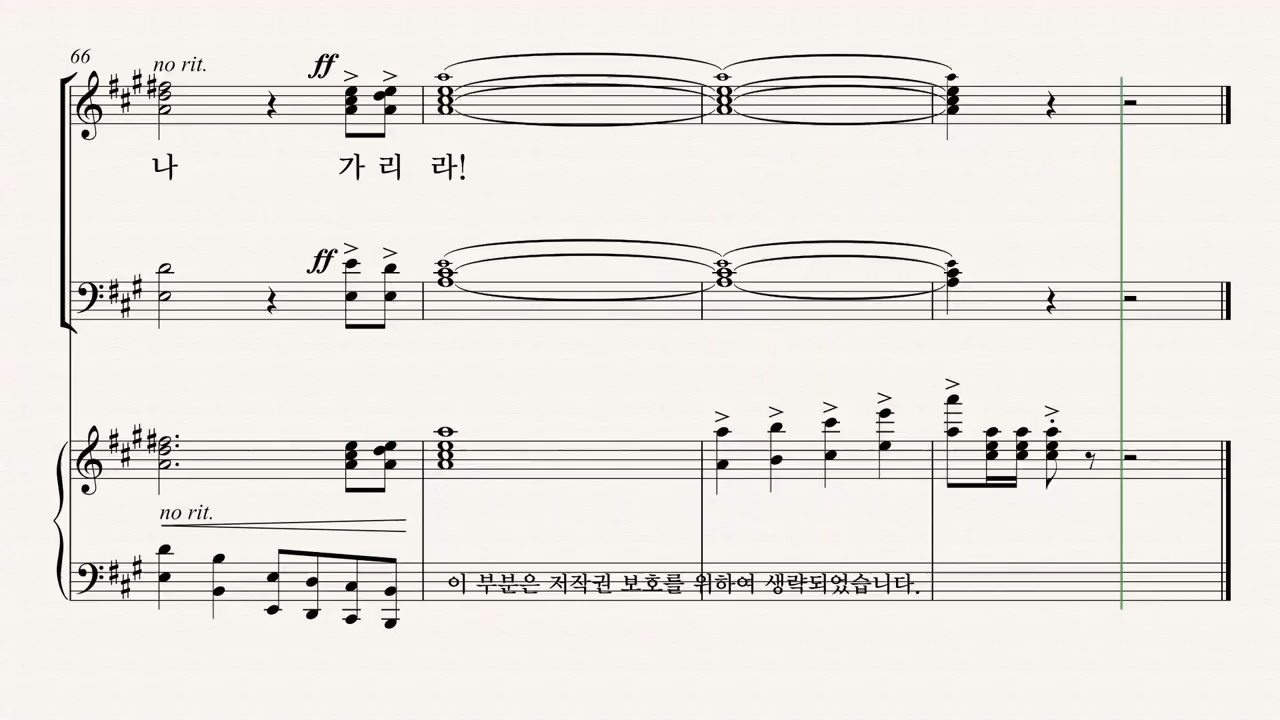 66
no rit.
ff
나 가 리 라!
ff
no rit.
이 부분은 저작권 보호를 위하여 생략되었습니다.